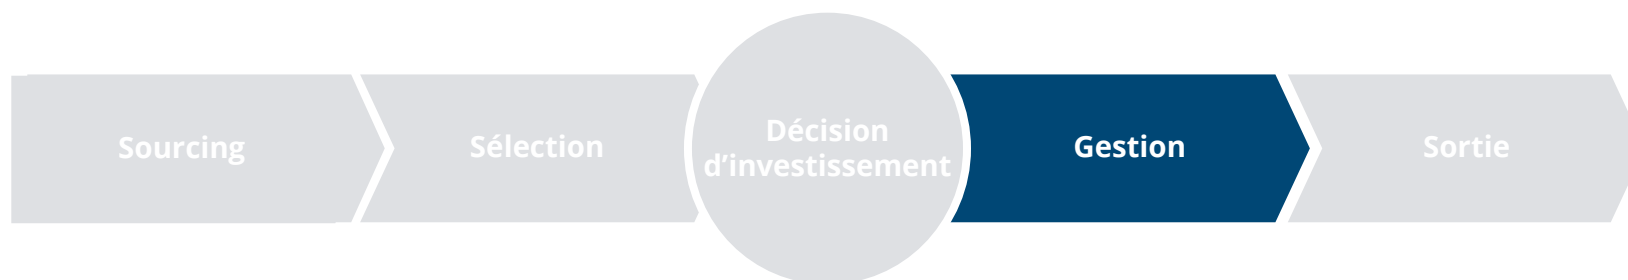 Sourcing
Sélection
Décision
d’investissement
Gestion
Sortie